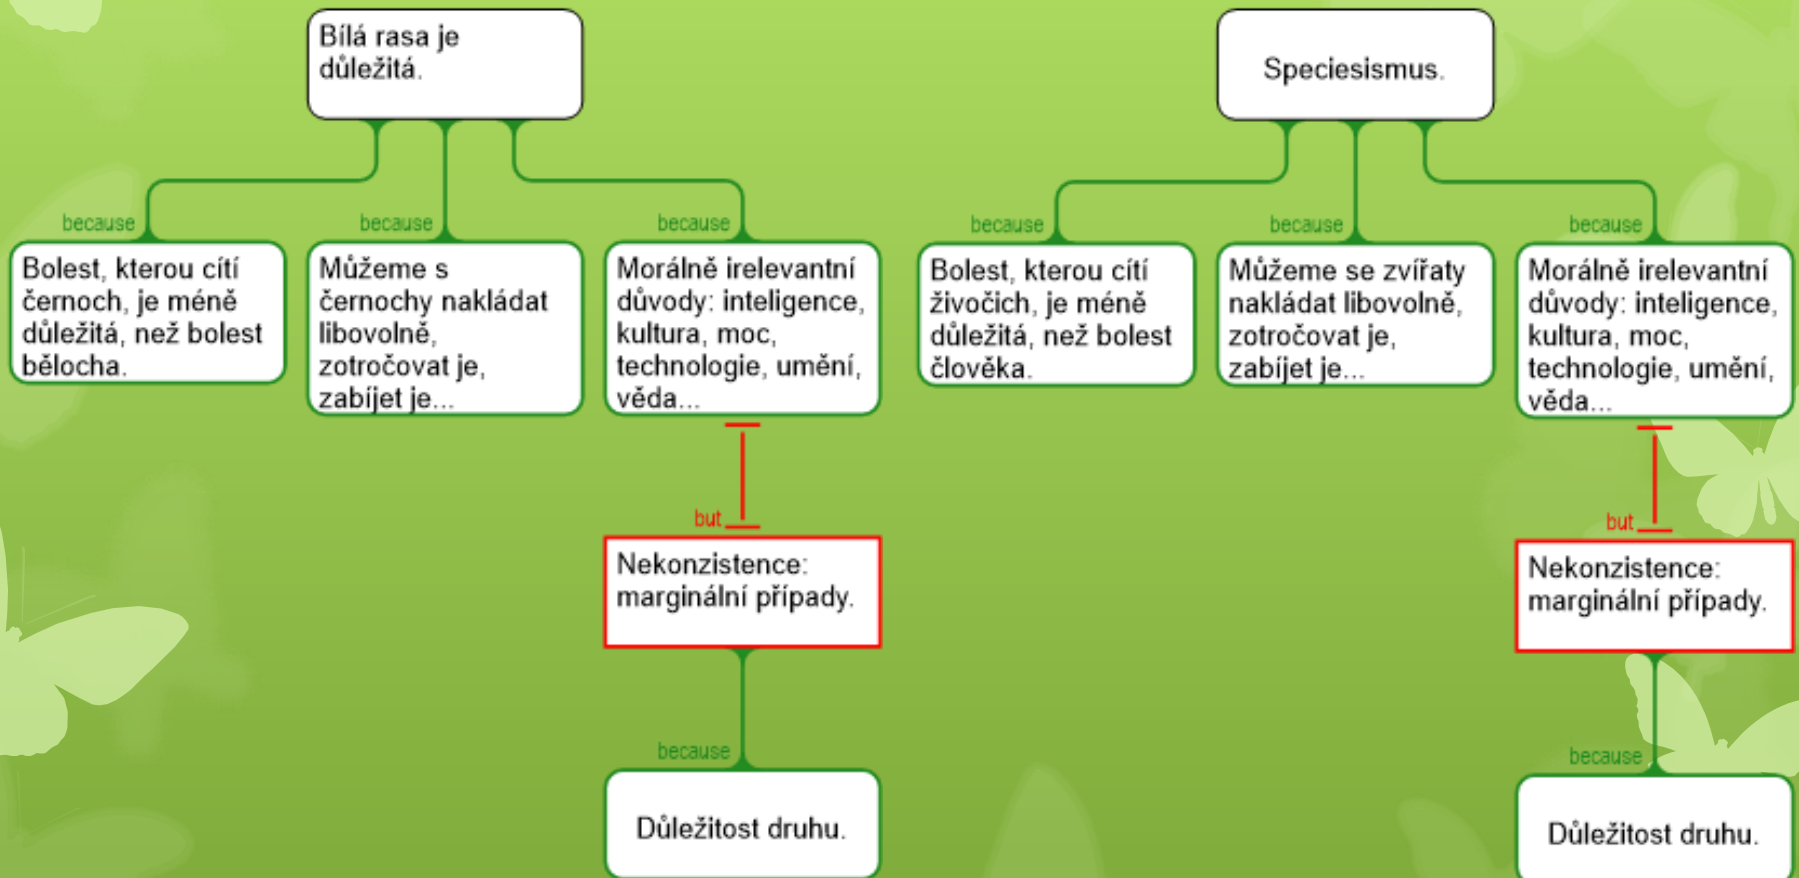 Bílá rasa je
důležitá.
because
Bolest, kterou cítí
černoch, je méně
důležitá, než bolest
bělocha.
because
Můžeme s
černochy nakládat
libovolně,
zotročovat je,
zabíjet je...
because
Morálně irelevantní
důvody: inteligence,
kultura, moc,
technologie, umění,
věda...
but
Nekonzistence:
marginální případy.
because
Důležitost druhu.
Speciesismus.
because
Bolest, kterou cítí
živočich, je méně
důležitá, než bolest
člověka.
because
Můžeme se zvířaty
nakládat libovolně,
zotročovat je,
zabíjet je...
because
Morálně irelevantní
důvody: inteligence,
kultura, moc,
technologie, umění,
věda...
but
Nekonzistence:
marginální případy.
because
Důležitost druhu.